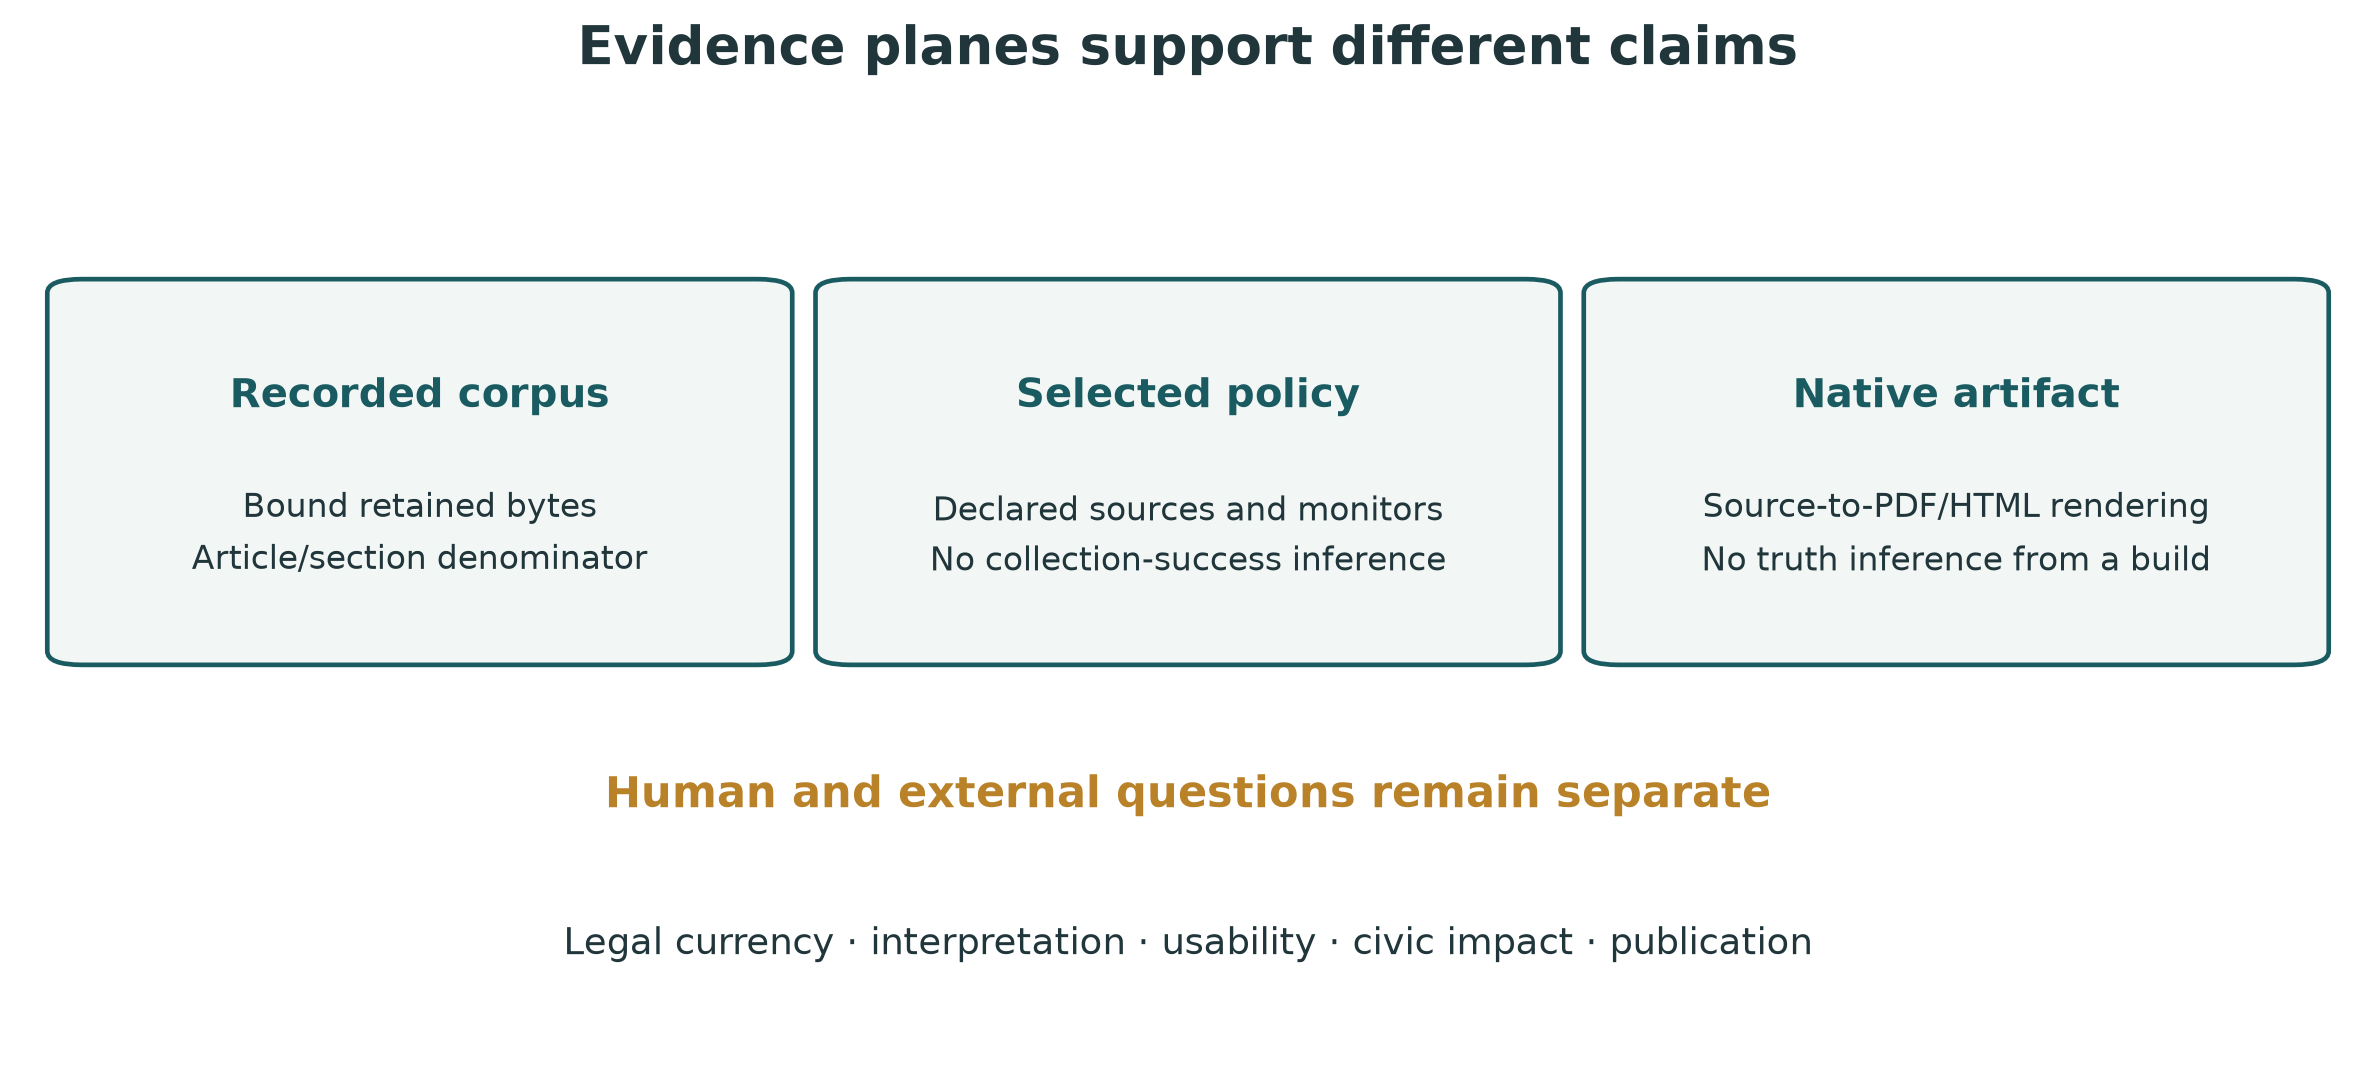 Evidence planes support different claims
Recorded corpus
Bound retained bytes
Article/section denominator
Selected policy
Declared sources and monitors
No collection-success inference
Native artifact
Source-to-PDF/HTML rendering
No truth inference from a build
Human and external questions remain separate
Legal currency · interpretation · usability · civic impact · publication